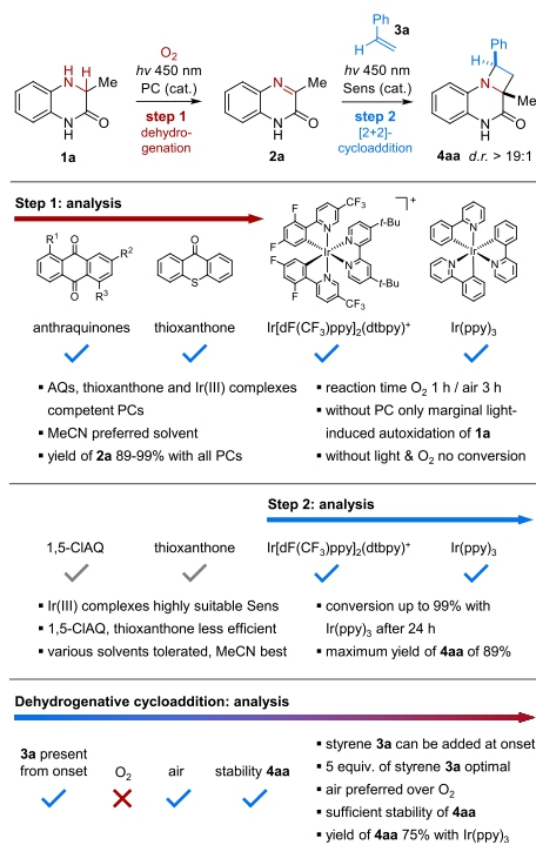 Ph
3a
H
N
H
Me
N
H
O
1a
O2
hv 450 nm
PC (cat.)
step 1
dehydro-
genation
N
Me
N
H
O
2a
hv 450 nm
Sens (cat.)
step 2
[2+2]-
cycloaddition
Ph
N
Me
N
H
O
4aa
d.r. > 19:1
Step 1: analysis
R1
O
R2
O
R3
O
S
CF3
F
N
t-Bu
F
N
Ir
F
N
N
t-Bu
F
CF3
+
N
Ir
N
N
anthraquinones
thioxanthone
Ir[dF(CF3)ppy]2(dtbpy)+
Ir(ppy)3
▪ AQs, thioxanthone and Ir(III) complexes
competent PCs
▪ MeCN preferred solvent
▪ yield of 2a 89-99% with all PCs
▪ reaction time O2 1 h / air 3 h
▪ without PC only marginal light-
induced autoxidation of 1a
▪ without light & O2 no conversion
Step 2: analysis
1,5-ClAQ
thioxanthone
Ir[dF(CF3)ppy]2(dtbpy)+
Ir(ppy)3
▪ Ir(III) complexes highly suitable Sens
▪ 1,5-ClAQ, thioxanthone less efficient
▪ various solvents tolerated, MeCN best
▪ conversion up to 99% with
Ir(ppy)3 after 24 h
▪ maximum yield of 4aa of 89%
Dehydrogenative cycloaddition: analysis
3a present
from onset
O2
air
stability 4aa
▪ styrene 3a can be added at onset
▪ 5 equiv. of styrene 3a optimal
▪ air preferred over O2
▪ sufficient stability of 4aa
▪ yield of 4aa 75% with Ir(ppy)3